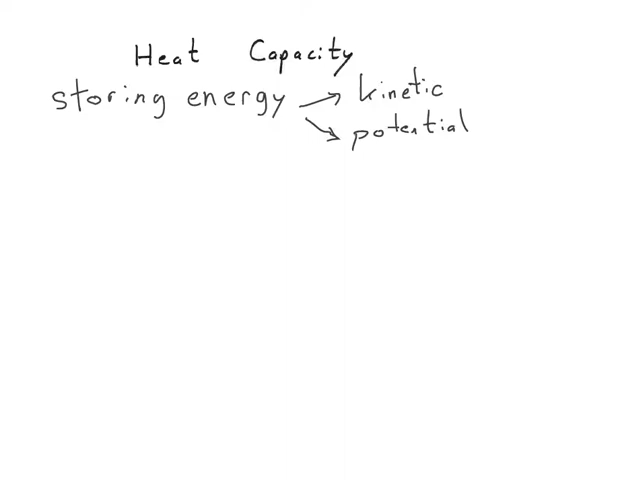 Heat Capacity
storing energy → kinetic
↘ potential